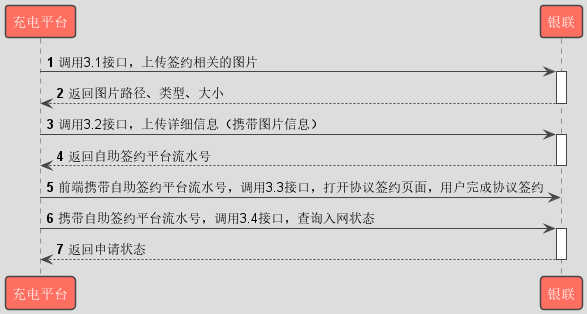 充电平台
银联
1 调用3.1接口，上传签约相关的图片
2 返回图片路径、类型、大小
3 调用3.2接口，上传详细信息（携带图片信息）
4 返回自助签约平台流水号
5 前端携带自助签约平台流水号，调用3.3接口，打开协议签约页面，用户完成协议签约
6 携带自助签约平台流水号，调用3.4接口，查询入网状态
7 返回申请状态
充电平台
银联